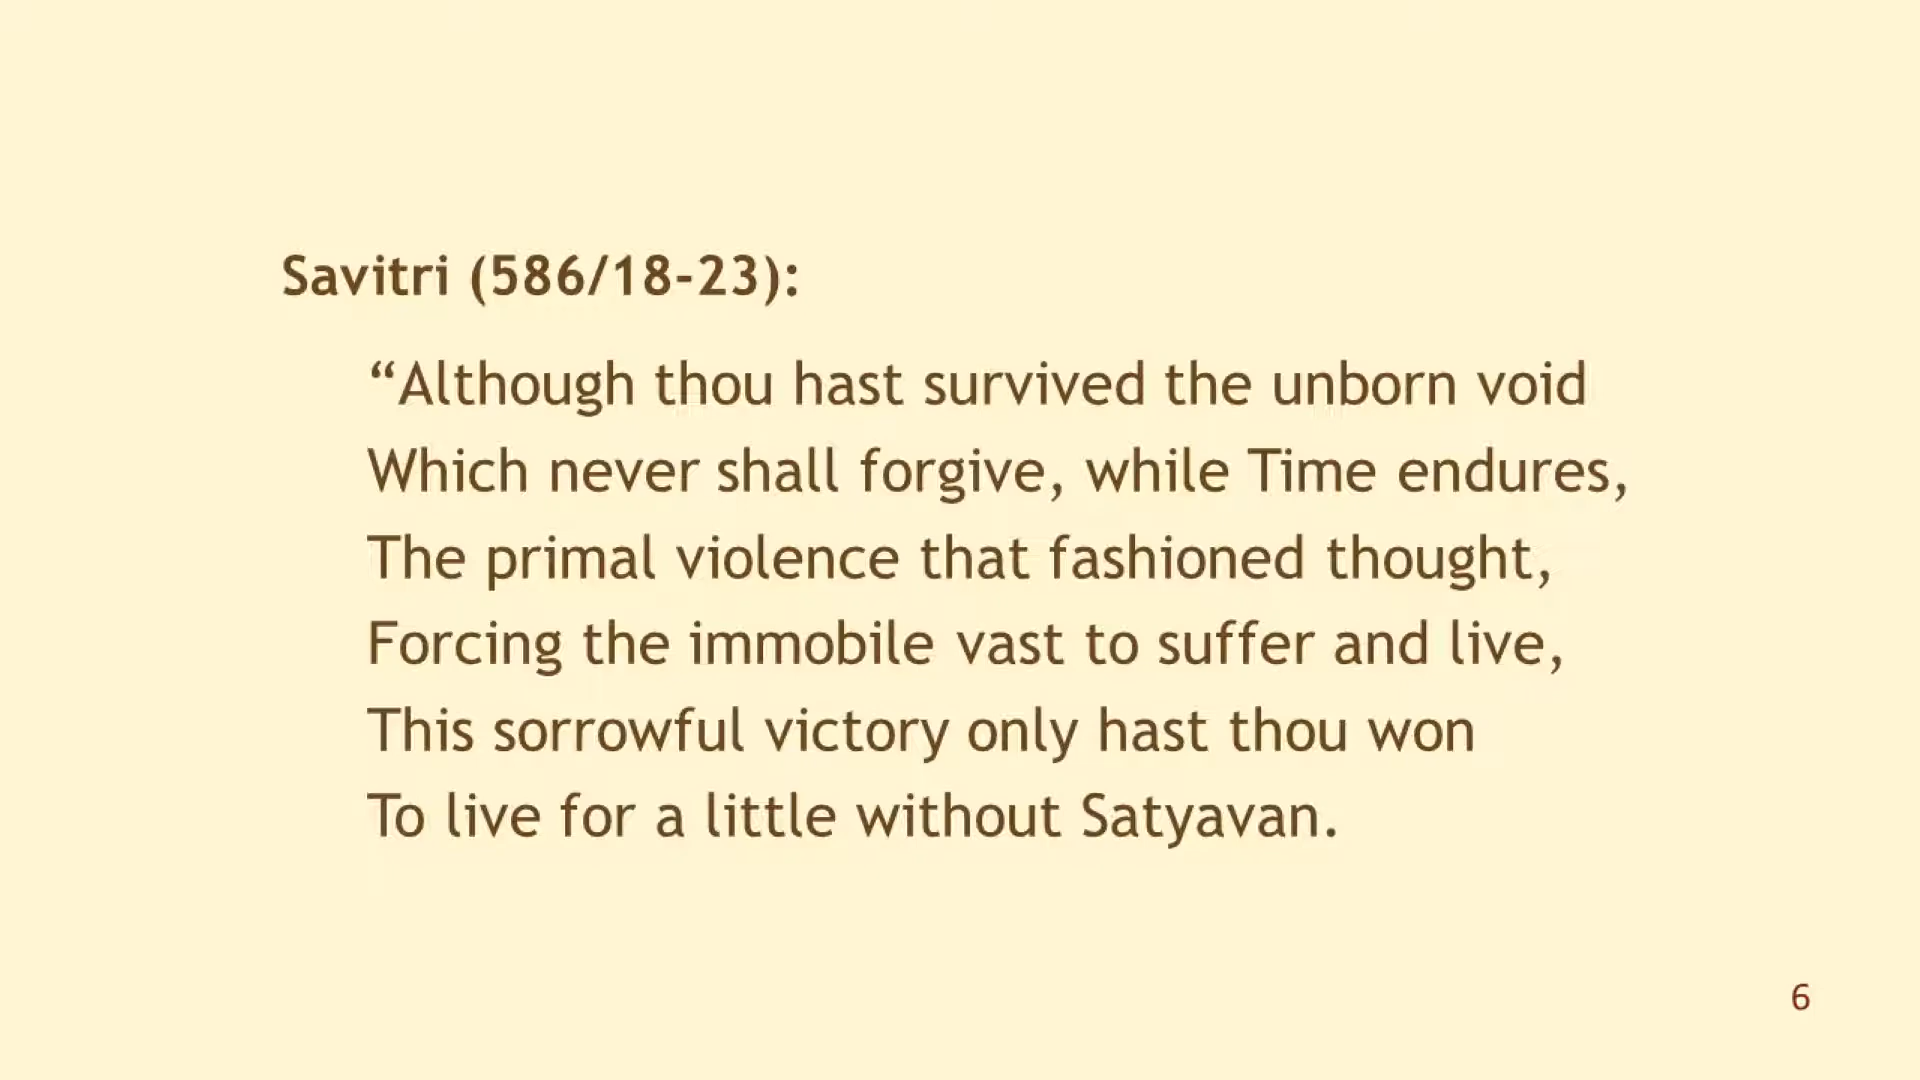 Savitri (586/18-23):
“Although thou hast survived the unborn void
Which never shall forgive, while Time endures,
The primal violence that fashioned thought,
Forcing the immobile vast to suffer and live,
This sorrowful victory only hast thou won
To live for a little without Satyavan.
6